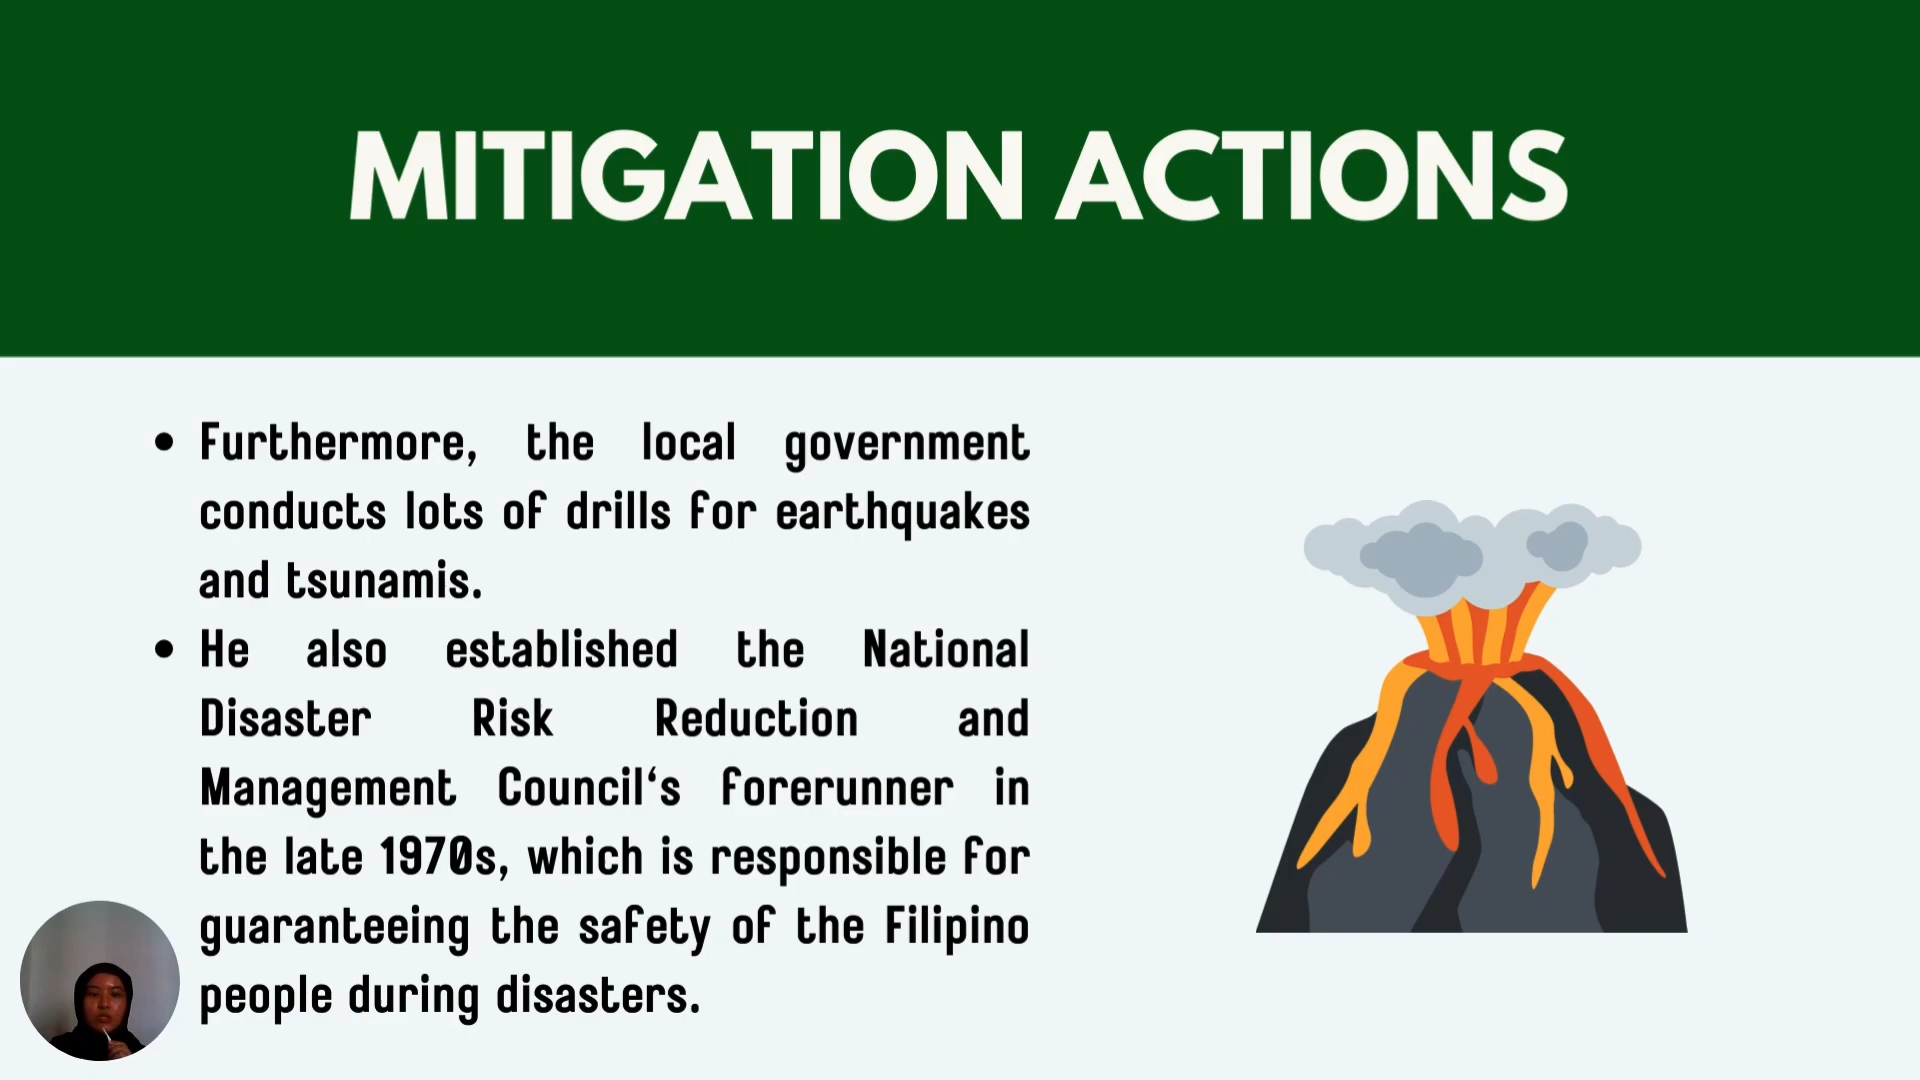 MITIGATION ACTIONS
• Furthermore, the local government
conducts lots of drills for earthquakes
and tsunamis.
• He also established the National
Disaster Risk Reduction and
Management Council‘s forerunner in
the late 1970s, which is responsible for
guaranteeing the safety of the Filipino
people during disasters.